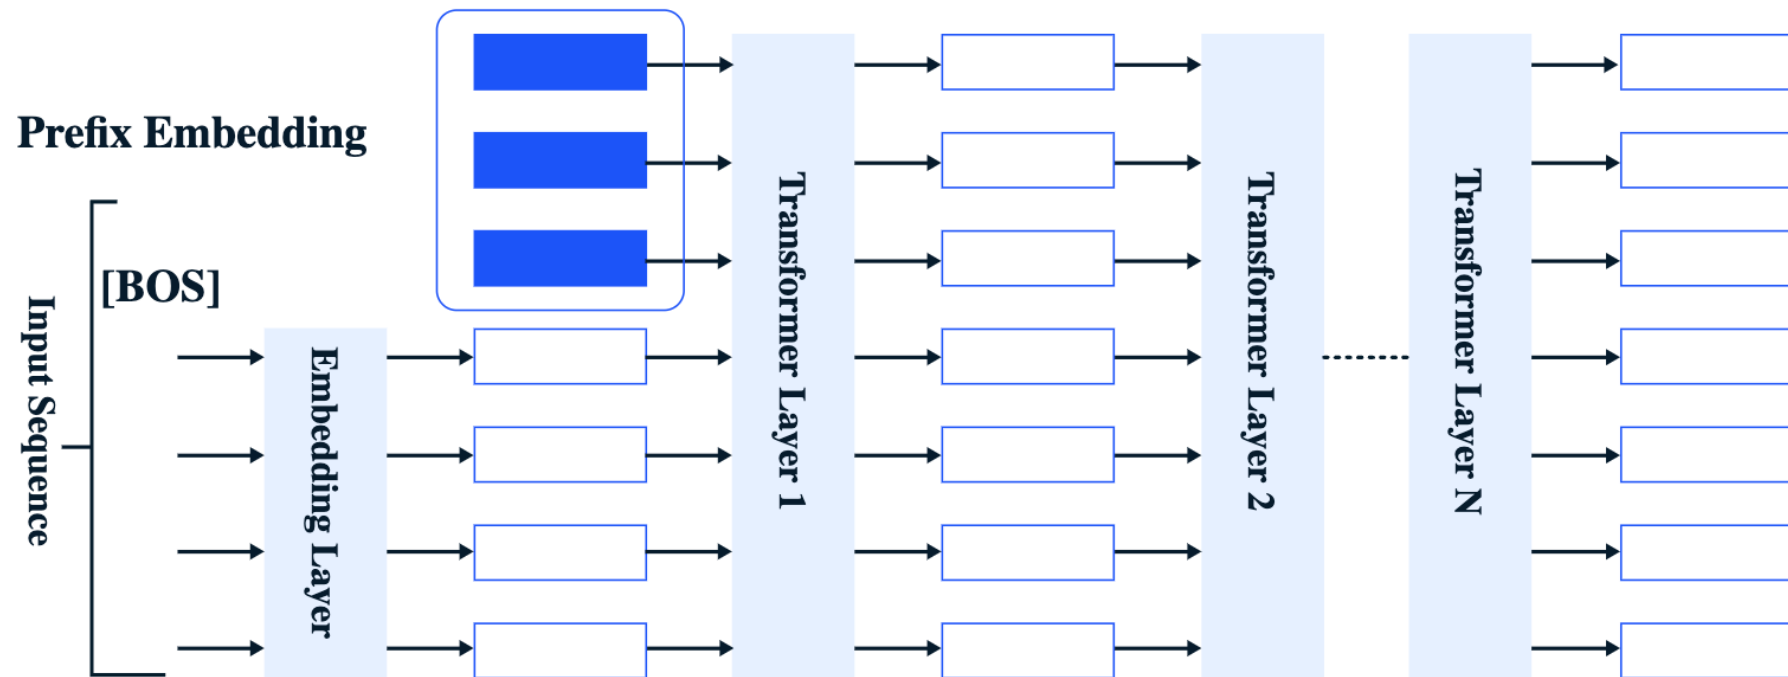 Prefix Embedding
[BOS]
Input Sequence
Embedding Layer
Transformer Layer 1
Transformer Layer 2
Transformer Layer N